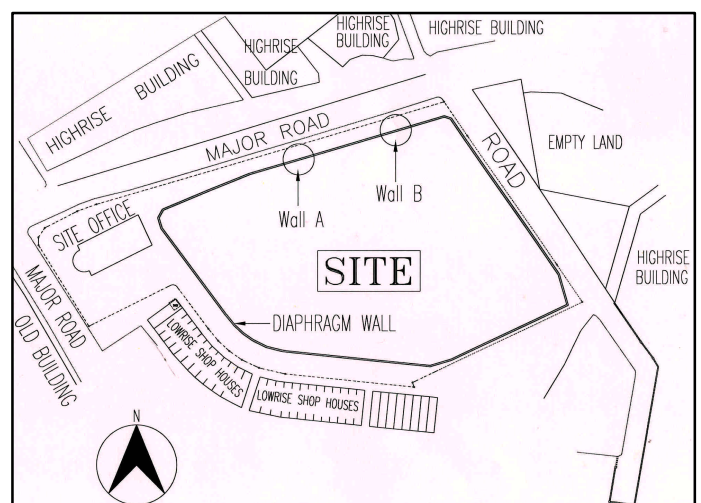 HIGHRISE
BUILDING
HIGHRISE BUILDING
HIGHRISE
BUILDING
HIGHRISE BUILDING
MAJOR ROAD
ROAD
EMPTY LAND
Wall A
Wall B
SITE OFFICE
SITE
HIGHRISE
BUILDING
MAJOR ROAD
OLD BUILDING
DIAPHRAGM WALL
LOWRISE SHOP HOUSES
LOWRISE SHOP HOUSES
N